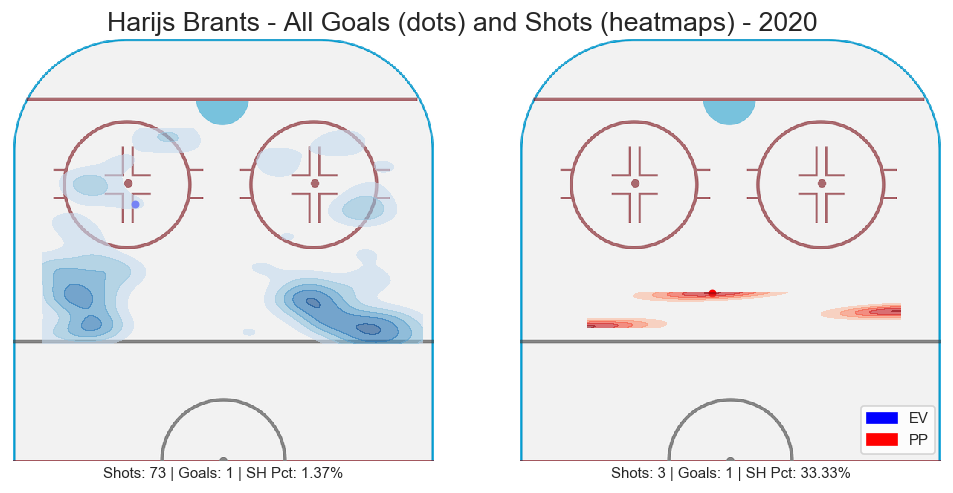 Harijs Brants - All Goals (dots) and Shots (heatmaps) - 2020
EV
PP
Shots: 73 | Goals: 1 | SH Pct: 1.37%
Shots: 3 | Goals: 1 | SH Pct: 33.33%